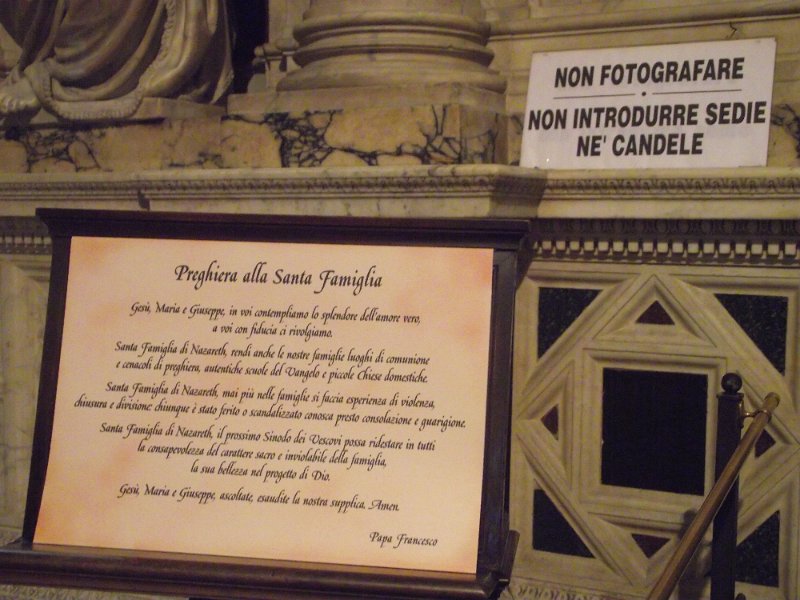 NON FOTOGRAFARE
NON INTRODURRE SEDIE
NE' CANDELE
Preghiera alla Santa Famiglia
Gesù, Maria e Giuseppe, in voi contempliamo lo splendore dell'amore vero,
a voi con fiducia ci rivolgiamo.
Santa Famiglia di Nazareth, rendi anche le nostre famiglie luoghi di comunione
e cenacoli di preghiera, autentiche scuole del Vangelo e piccole Chiese domestiche.
Santa Famiglia di Nazareth, mai più nelle famiglie si faccia esperienza di violenza,
chiusura e divisione: chiunque è stato ferito o scandalizzato conosca presto consolazione e guarigione.
Santa Famiglia di Nazareth, il prossimo Sinodo dei Vescovi possa ridestare in tutti
la consapevolezza del carattere sacro e inviolabile della famiglia,
la sua bellezza nel progetto di Dio.
Gesù, Maria e Giuseppe, ascoltate, esaudite la nostra supplica, Amen.
Papa Francesco